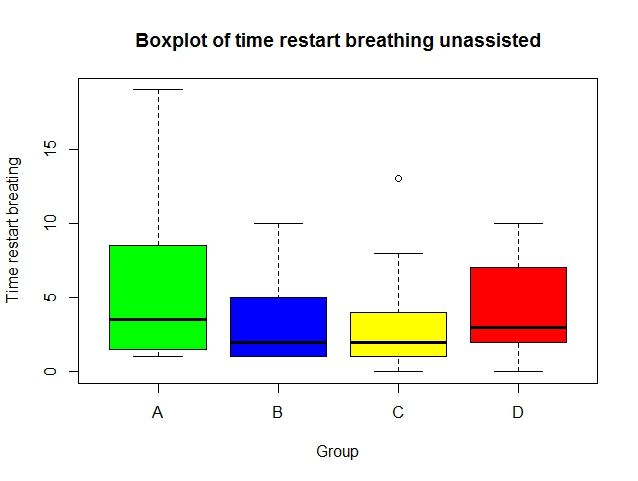 Boxplot of time restart breathing unassisted
Time restart breating
15
10
5
0
A B C D
Group